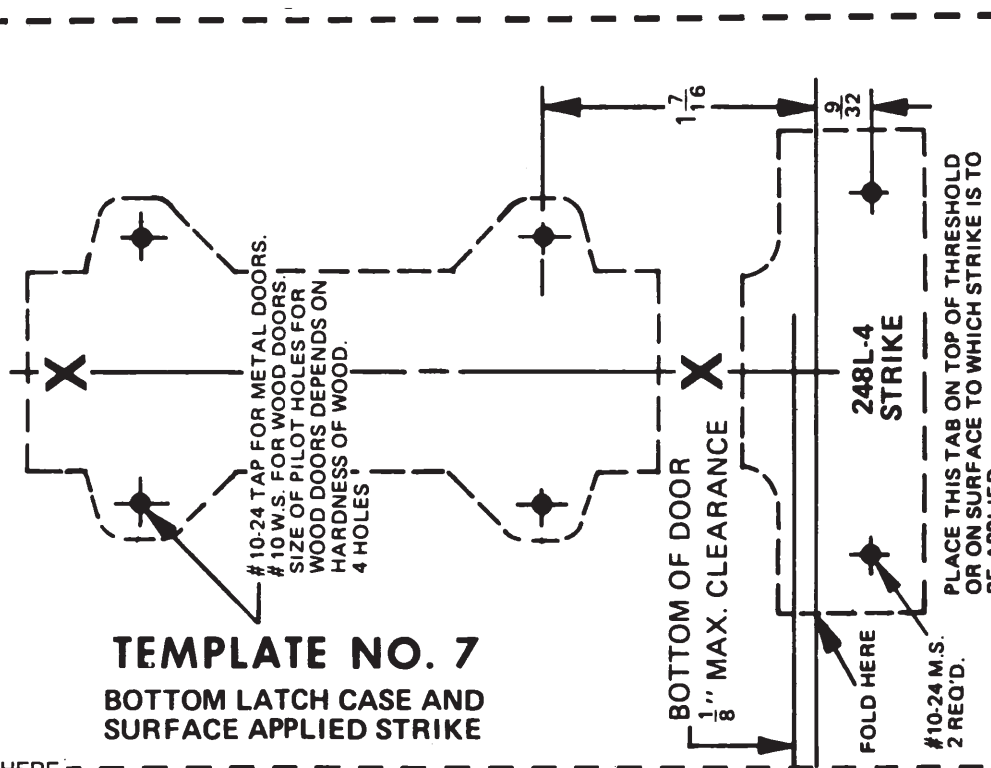 1 7/16
9/32
#10-24 TAP FOR METAL DOORS.
#10 W.S. FOR WOOD DOORS.
SIZE OF PILOT HOLES FOR
WOOD DOORS DEPENDS ON
HARDNESS OF WOOD.
4 HOLES
X
X
248L-4
STRIKE
PLACE THIS TAB ON TOP OF THRESHOLD
OR ON SURFACE TO WHICH STRIKE IS TO
BE APPLIED
BOTTOM OF DOOR
1/8" MAX. CLEARANCE
FOLD HERE
#10-24 M.S.
2 REQ'D.
TEMPLATE NO. 7
BOTTOM LATCH CASE AND
SURFACE APPLIED STRIKE
HERE